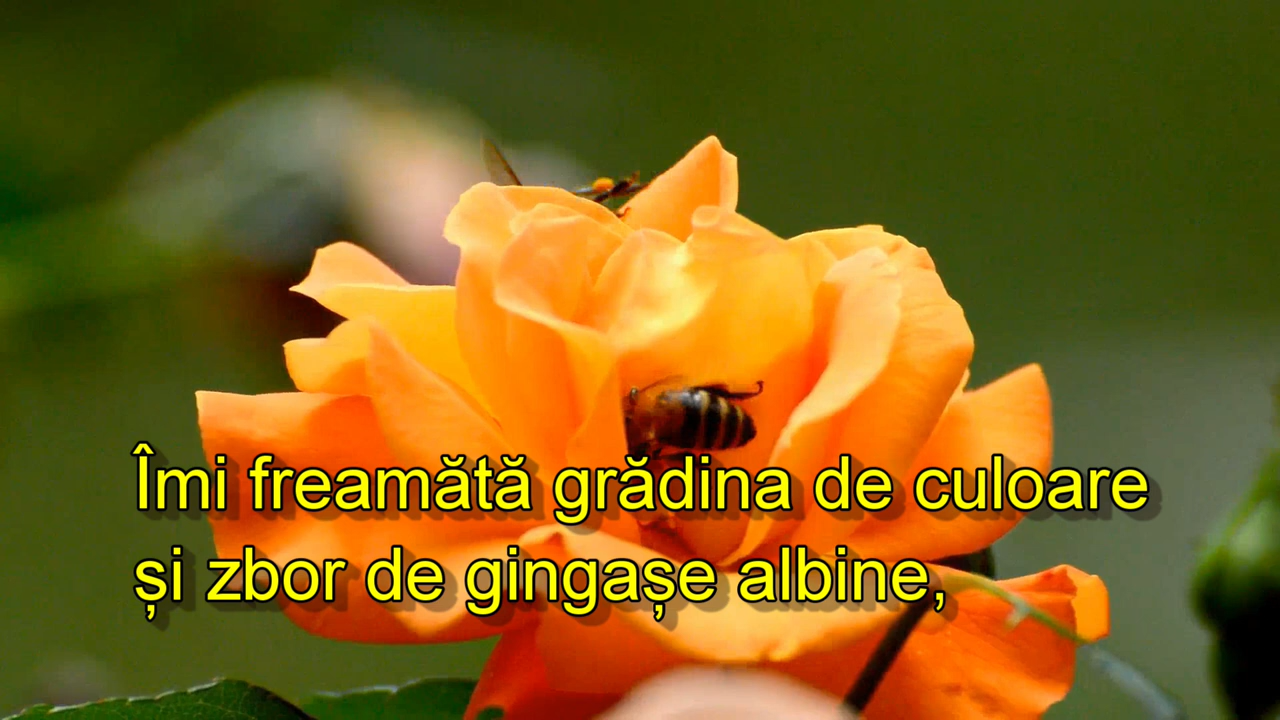 Îmi freamătă grădina de culoare
și zbor de gingașe albine,